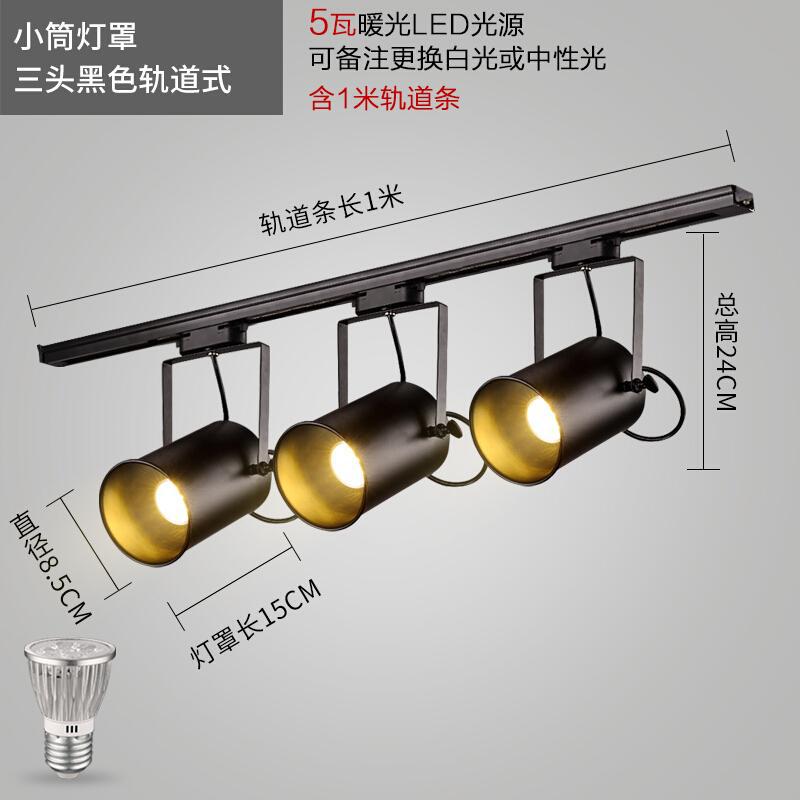 小筒灯罩
三头黑色轨道式
5瓦暖光LED光源
可备注更换白光或中性光
含1米轨道条
轨道条长1米
总高24CM
直径8.5CM
灯罩长15CM